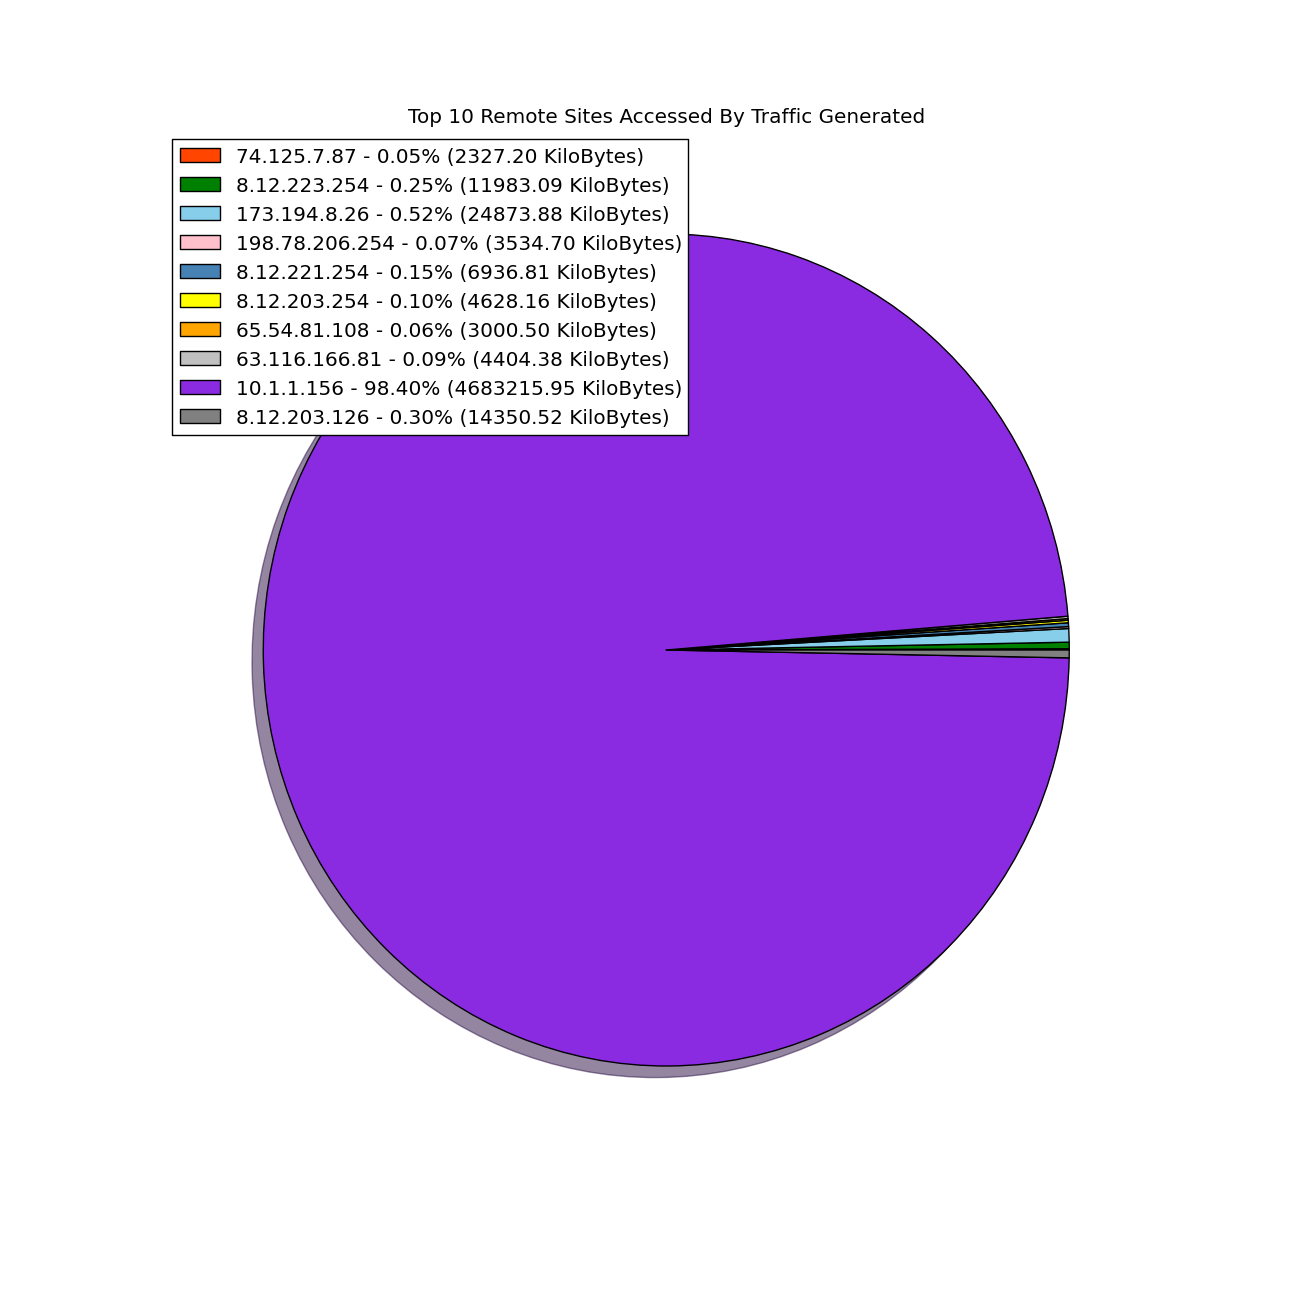 Top 10 Remote Sites Accessed By Traffic Generated
74.125.7.87 - 0.05% (2327.20 KiloBytes)
8.12.223.254 - 0.25% (11983.09 KiloBytes)
173.194.8.26 - 0.52% (24873.88 KiloBytes)
198.78.206.254 - 0.07% (3534.70 KiloBytes)
8.12.221.254 - 0.15% (6936.81 KiloBytes)
8.12.203.254 - 0.10% (4628.16 KiloBytes)
65.54.81.108 - 0.06% (3000.50 KiloBytes)
63.116.166.81 - 0.09% (4404.38 KiloBytes)
10.1.1.156 - 98.40% (4683215.95 KiloBytes)
8.12.203.126 - 0.30% (14350.52 KiloBytes)